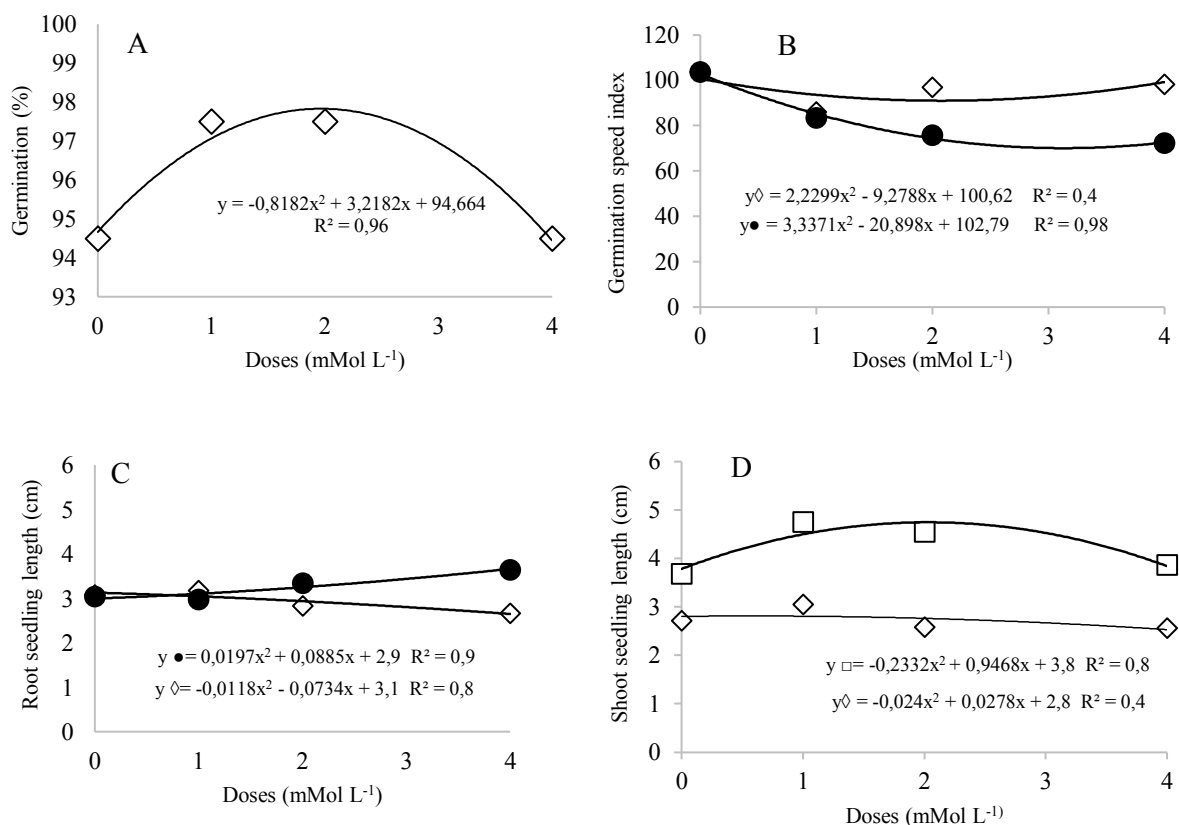 A
Germination (%)
100
99
98
97
96
95
94
93
y = -0,8182x² + 3,2182x + 94,664
R² = 0,96
0 1 2 3 4
Doses (mMol L⁻¹)
B
Germination speed index
120
100
80
60
40
20
0
y◊ = 2,2299x² - 9,2788x + 100,62 R² = 0,4
y● = 3,3371x² - 20,898x + 102,79 R² = 0,98
0 1 2 3 4
Doses (mMol L⁻¹)
C
Root seedling length (cm)
6
5
4
3
2
1
0
y ●= 0,0197x² + 0,0885x + 2,9 R² = 0,9
y ◊= -0,0118x² - 0,0734x + 3,1 R² = 0,8
0 1 2 3 4
Doses (mMol L⁻¹)
D
Shoot seedling length (cm)
6
5
4
3
2
1
0
y □= -0,2332x² + 0,9468x + 3,8 R² = 0,8
y◊ = -0,024x² + 0,0278x + 2,8 R² = 0,4
0 1 2 3 4
Doses (mMol L⁻¹⁾